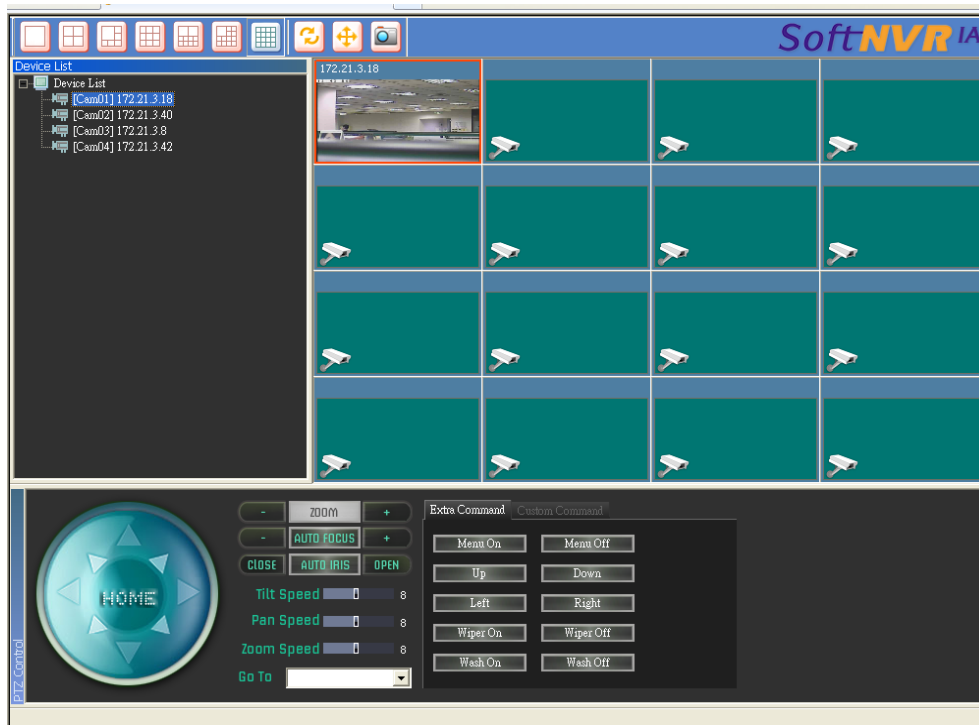 SoftNVR IA
Device List
Device List
[Cam01] 172.21.3.18
[Cam02] 172.21.3.40
[Cam03] 172.21.3.8
[Cam04] 172.21.3.42
172.21.3.18
PTZ Control
HOME
- ZOOM +
- AUTO FOCUS +
CLOSE AUTO IRIS OPEN
Tilt Speed 8
Pan Speed 8
Zoom Speed 8
Go To
Extra Command Custom Command
Menu On Menu Off
Up Down
Left Right
Wiper On Wiper Off
Wash On Wash Off